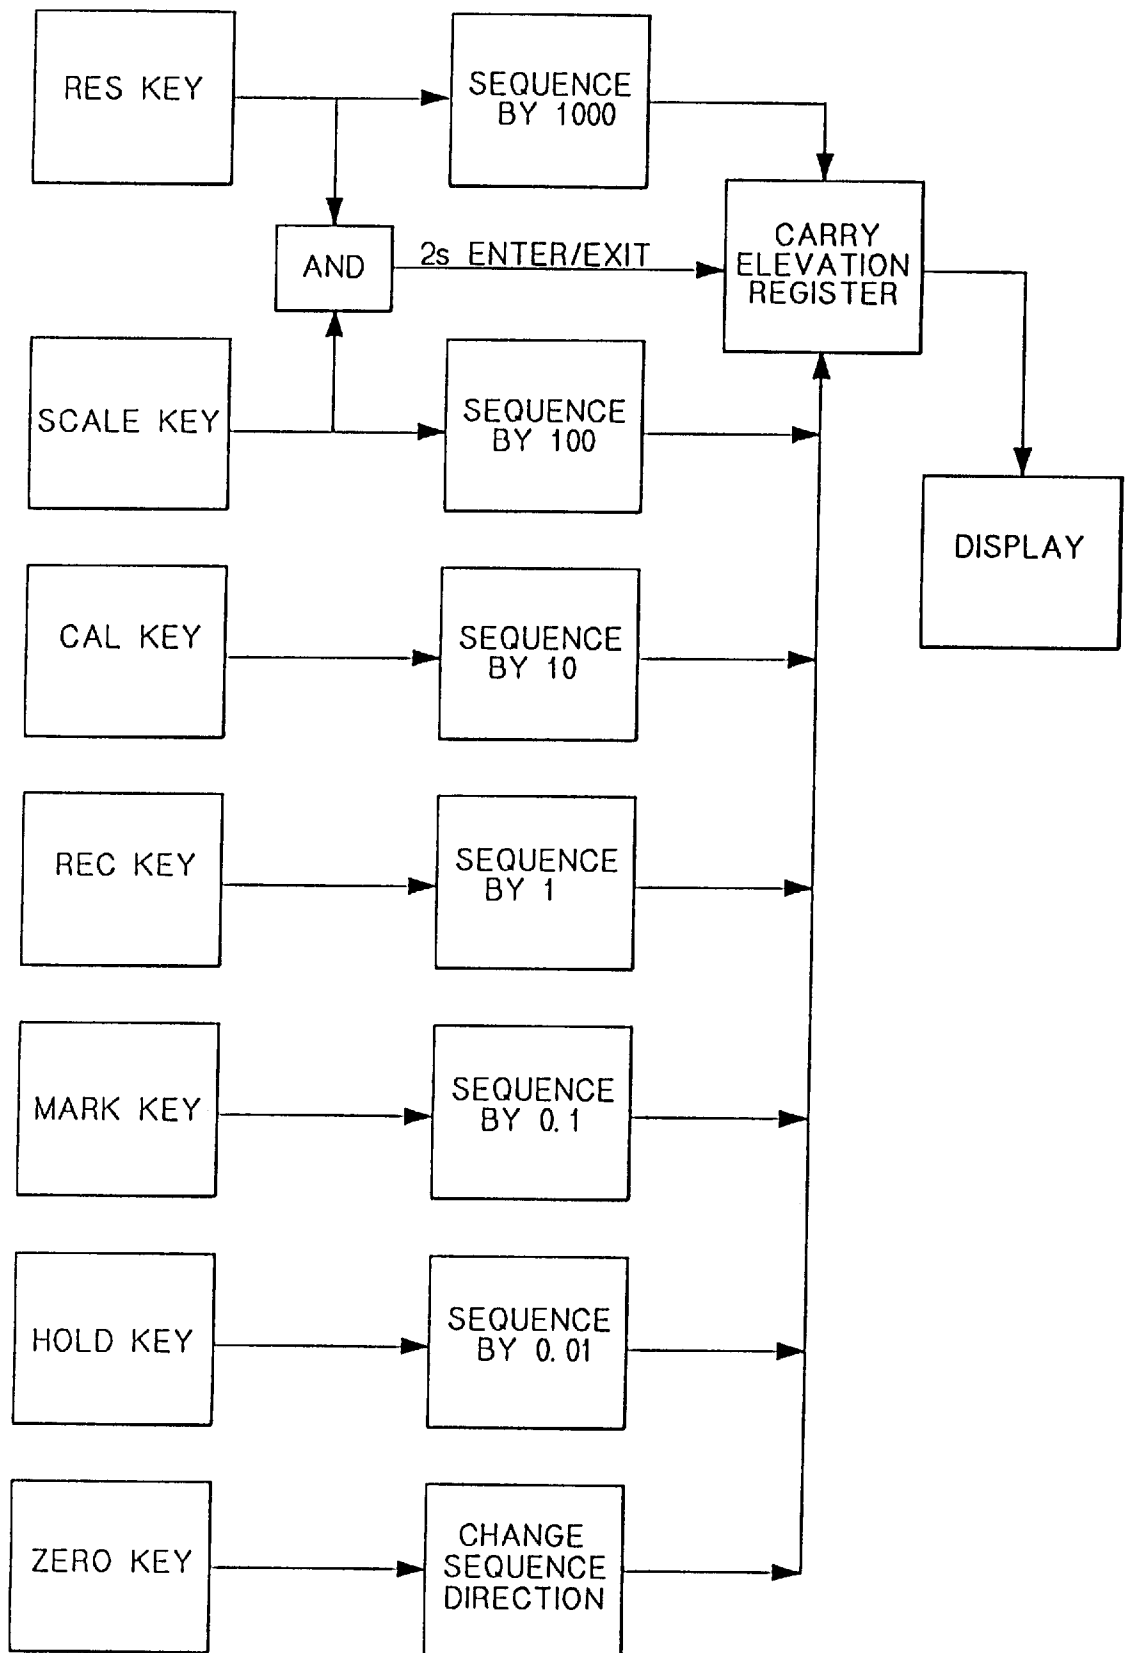 RES KEY
SEQUENCE
BY 1000
CARRY
ELEVATION
REGISTER
AND
2s ENTER/EXIT
SCALE KEY
SEQUENCE
BY 100
DISPLAY
CAL KEY
SEQUENCE
BY 10
REC KEY
SEQUENCE
BY 1
MARK KEY
SEQUENCE
BY 0.1
HOLD KEY
SEQUENCE
BY 0.01
ZERO KEY
CHANGE
SEQUENCE
DIRECTION